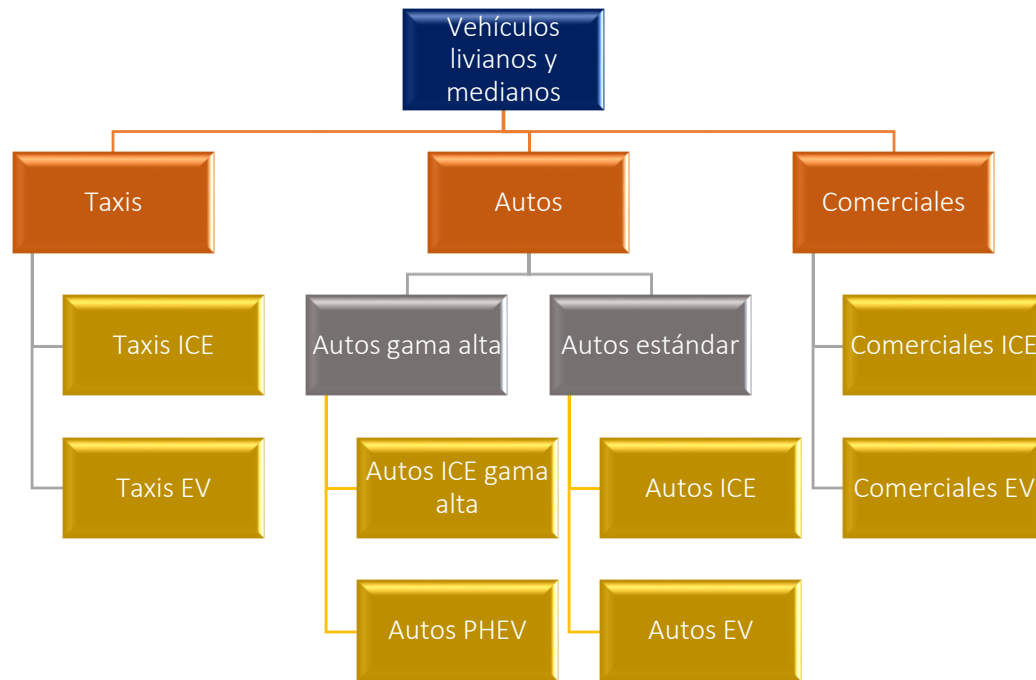 Vehículos
livianos y
medianos
Taxis
Autos
Comerciales
Taxis ICE
Autos gama alta
Autos estándar
Comerciales ICE
Taxis EV
Autos ICE gama
alta
Autos ICE
Comerciales EV
Autos PHEV
Autos EV